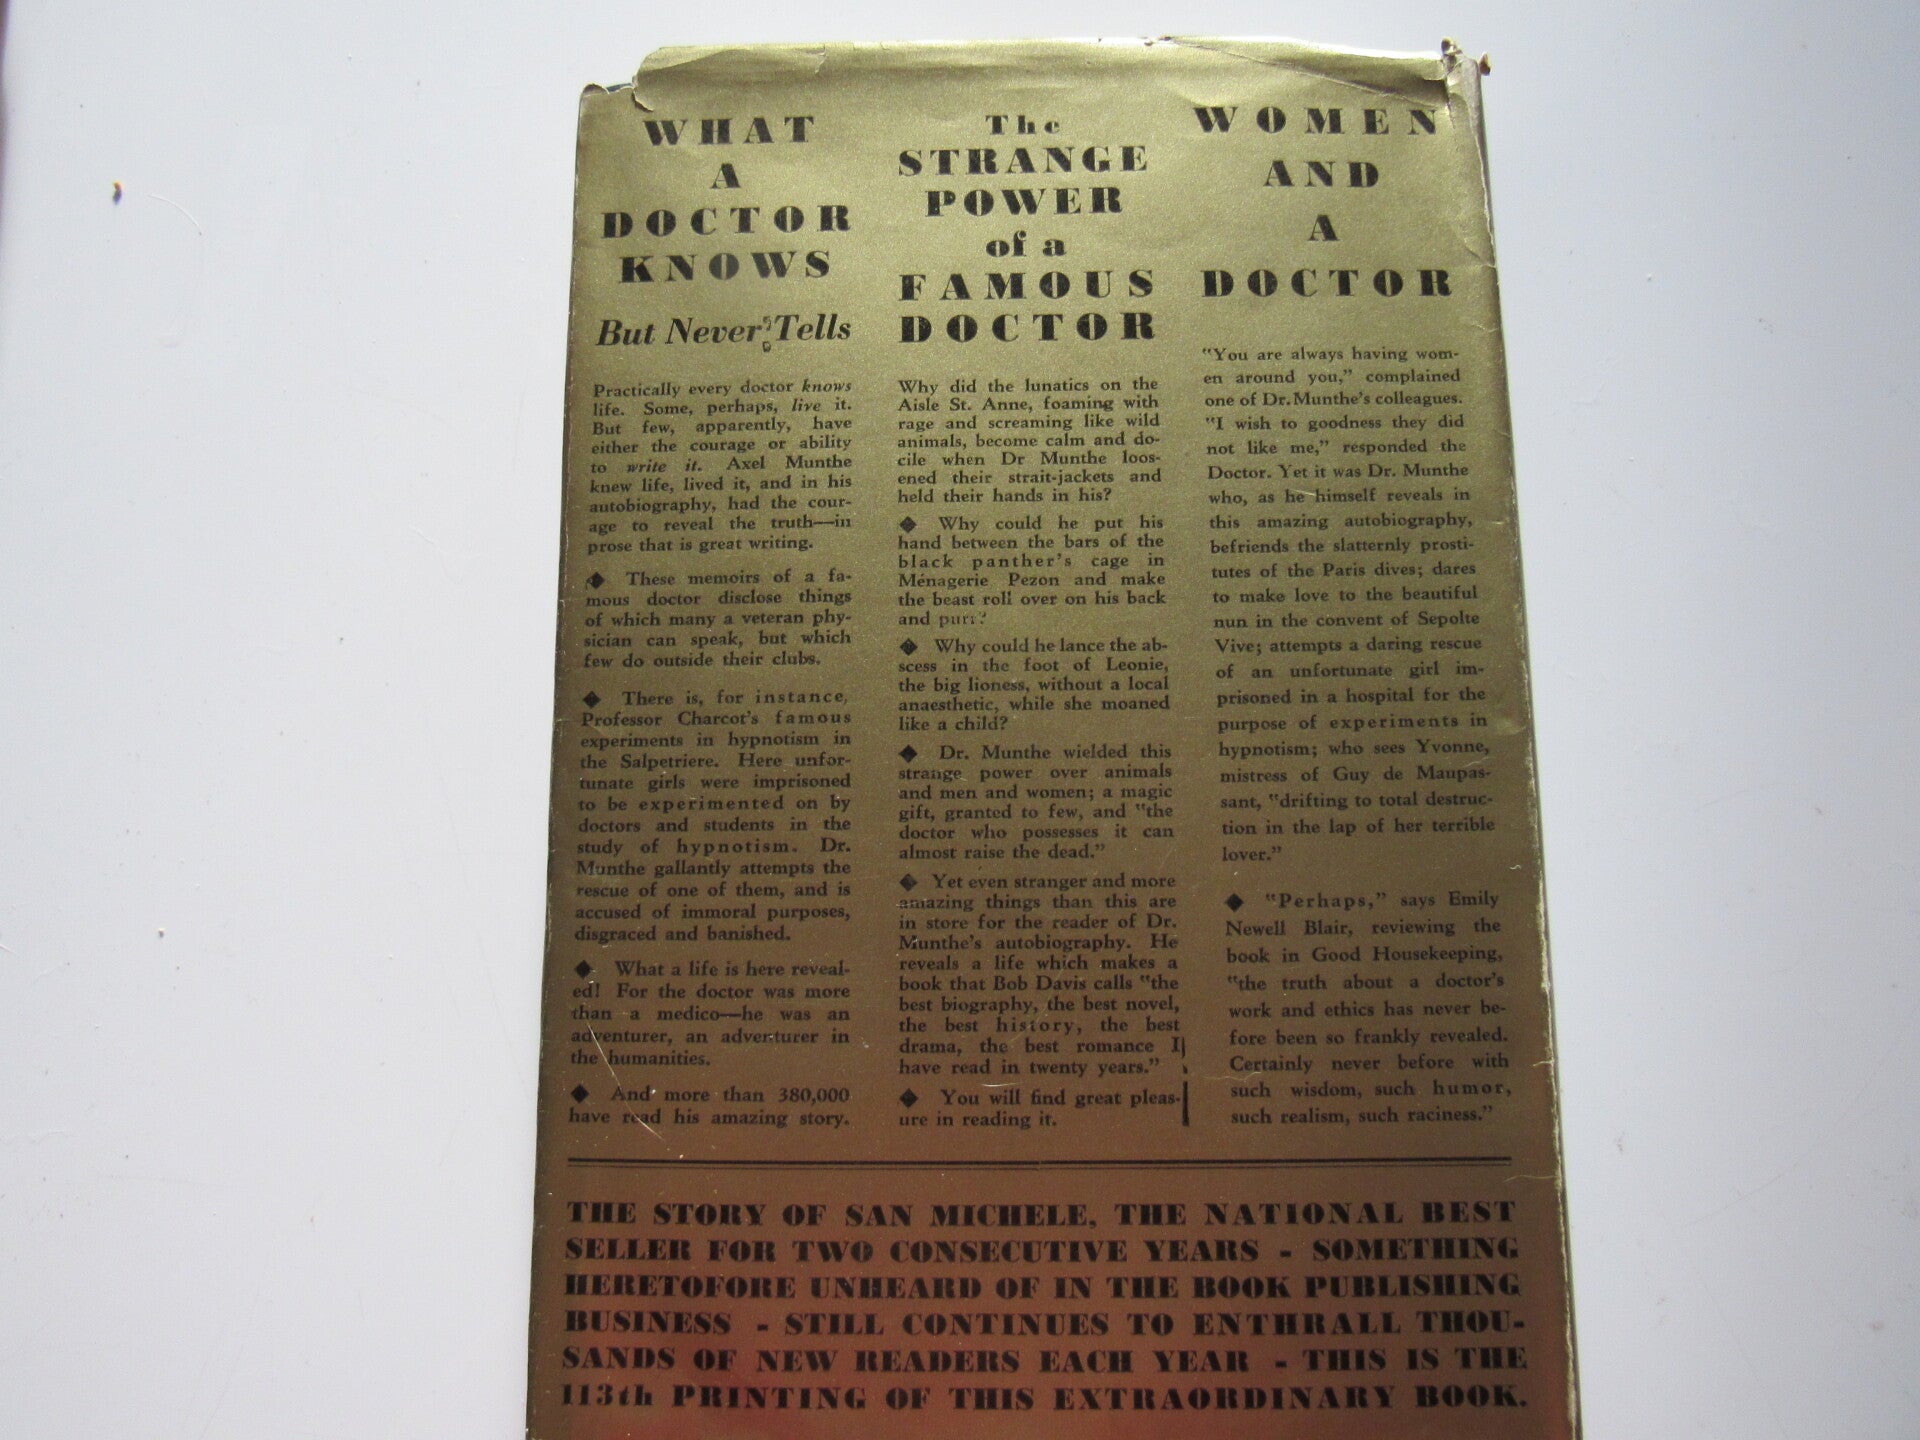 WHAT
A
DOCTOR
KNOWS
But Never Tells
Practically every doctor knows
life. Some, perhaps, live it.
But few, apparently, have
either the courage or ability
to write it. Axel Munthe
knew life, lived it, and in his
autobiography, had the cour-
age to reveal the truth—in
prose that is great writing.
◆ These memoirs of a fa-
mous doctor disclose things
of which many a veteran phy-
sician can speak, but which
few do outside their clubs.
◆ There is, for instance,
Professor Charcot's famous
experiments in hypnotism in
the Salpetriere. Here unfor-
tunate girls were imprisoned
to be experimented on by
doctors and students in the
study of hypnotism. Dr.
Munthe gallantly attempts the
rescue of one of them, and is
accused of immoral purposes,
disgraced and banished.
◆ What a life is here reveal-
ed! For the doctor was more
than a medico—he was an
adventurer, an adventurer in
the humanities.
◆ And more than 380,000
have read his amazing story.
The
STRANGE
POWER
of a
FAMOUS
DOCTOR
Why did the lunatics on the
Aisle St. Anne, foaming with
rage and screaming like wild
animals, become calm and do-
cile when Dr Munthe loos-
ened their strait-jackets and
held their hands in his?
◆ Why could he put his
hand between the bars of the
black panther's cage in
Ménagerie Pezon and make
the beast roll over on his back
and purr?
◆ Why could he lance the ab-
scess in the foot of Leonie,
the big lioness, without a local
anaesthetic, while she moaned
like a child?
◆ Dr. Munthe wielded this
strange power over animals
and men and women; a magic
gift, granted to few, and "the
doctor who possesses it can
almost raise the dead."
◆ Yet even stranger and more
amazing things than this are
in store for the reader of Dr.
Munthe's autobiography. He
reveals a life which makes a
book that Bob Davis calls "the
best biography, the best novel,
the best history, the best
drama, the best romance I
have read in twenty years."
◆ You will find great pleas-
ure in reading it.
WOMEN
AND
A
DOCTOR
"You are always having wom-
en around you," complained
one of Dr. Munthe's colleagues.
"I wish to goodness they did
not like me," responded the
Doctor. Yet it was Dr. Munthe
who, as he himself reveals in
this amazing autobiography,
befriends the slatternly prosti-
tutes of the Paris dives; dares
to make love to the beautiful
nun in the convent of Sepolte
Vive; attempts a daring rescue
of an unfortunate girl im-
prisoned in a hospital for the
purpose of experiments in
hypnotism; who sees Yvonne,
mistress of Guy de Maupas-
sant, "drifting to total destruc-
tion in the lap of her terrible
lover."
◆ "Perhaps," says Emily
Newell Blair, reviewing the
book in Good Housekeeping,
"the truth about a doctor's
work and ethics has never be-
fore been so frankly revealed.
Certainly never before with
such wisdom, such humor,
such realism, such raciness."
THE STORY OF SAN MICHELE, THE NATIONAL BEST
SELLER FOR TWO CONSECUTIVE YEARS - SOMETHING
HERETOFORE UNHEARD OF IN THE BOOK PUBLISHING
BUSINESS - STILL CONTINUES TO ENTHRALL THOU-
SANDS OF NEW READERS EACH YEAR - THIS IS THE
113th PRINTING OF THIS EXTRAORDINARY BOOK.